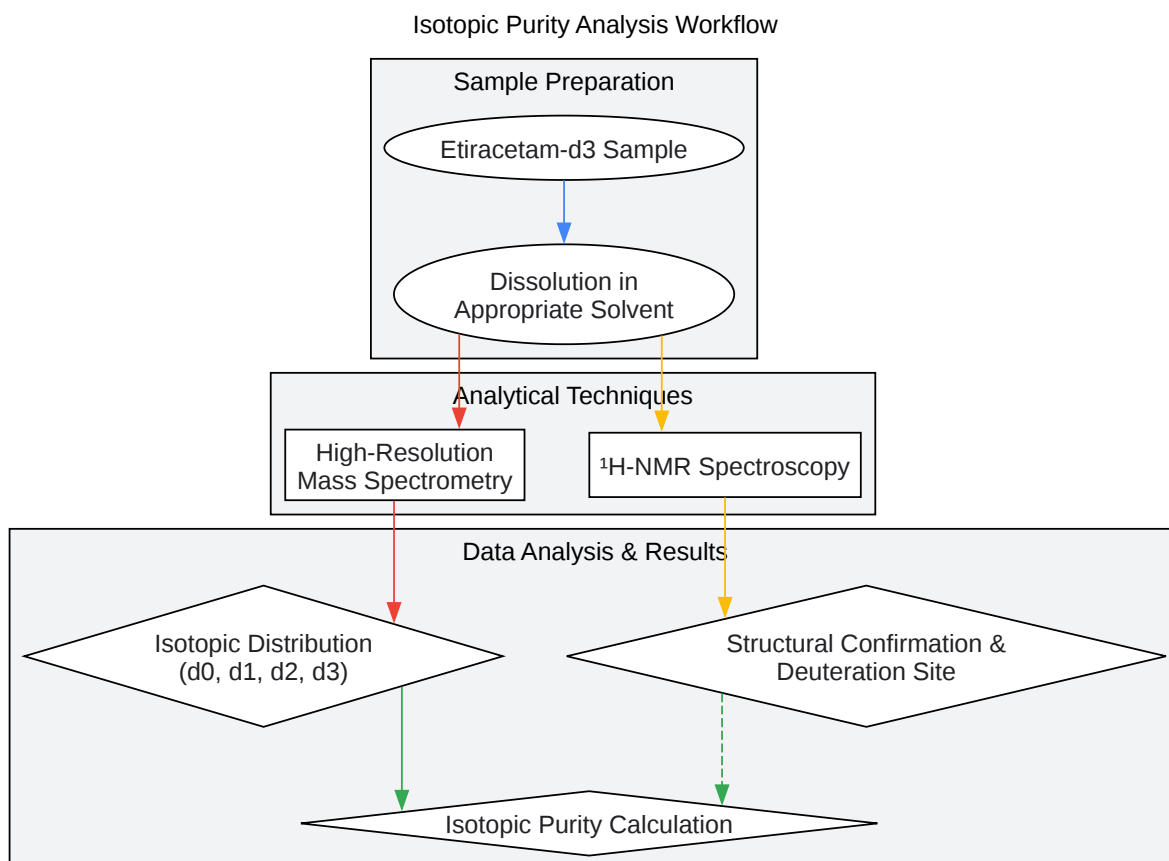 Isotopic Purity Analysis Workflow
Sample Preparation
Etiracetam-d3 Sample
Dissolution in
Appropriate Solvent
Analytical Techniques
High-Resolution
Mass Spectrometry
¹H-NMR Spectroscopy
Data Analysis & Results
Isotopic Distribution
(d0, d1, d2, d3)
Structural Confirmation &
Deuteration Site
Isotopic Purity Calculation